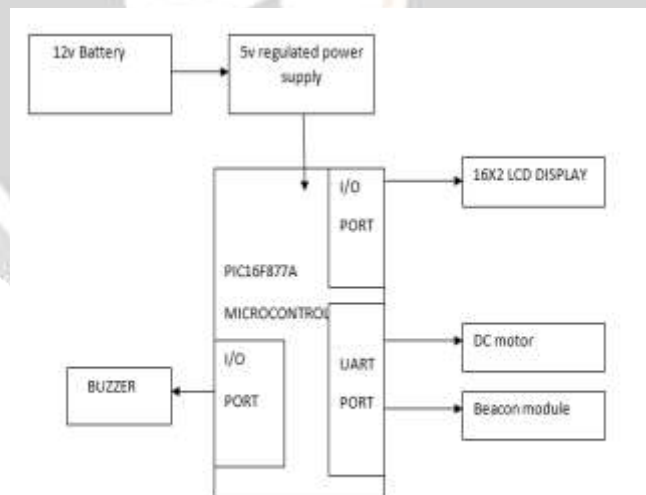 12v Battery
5v regulated power
supply
I/O
PORT
16X2 LCD DISPLAY
PIC16F877A
MICROCONTROL
I/O
PORT
BUZZER
UART
PORT
DC motor
Beacon module